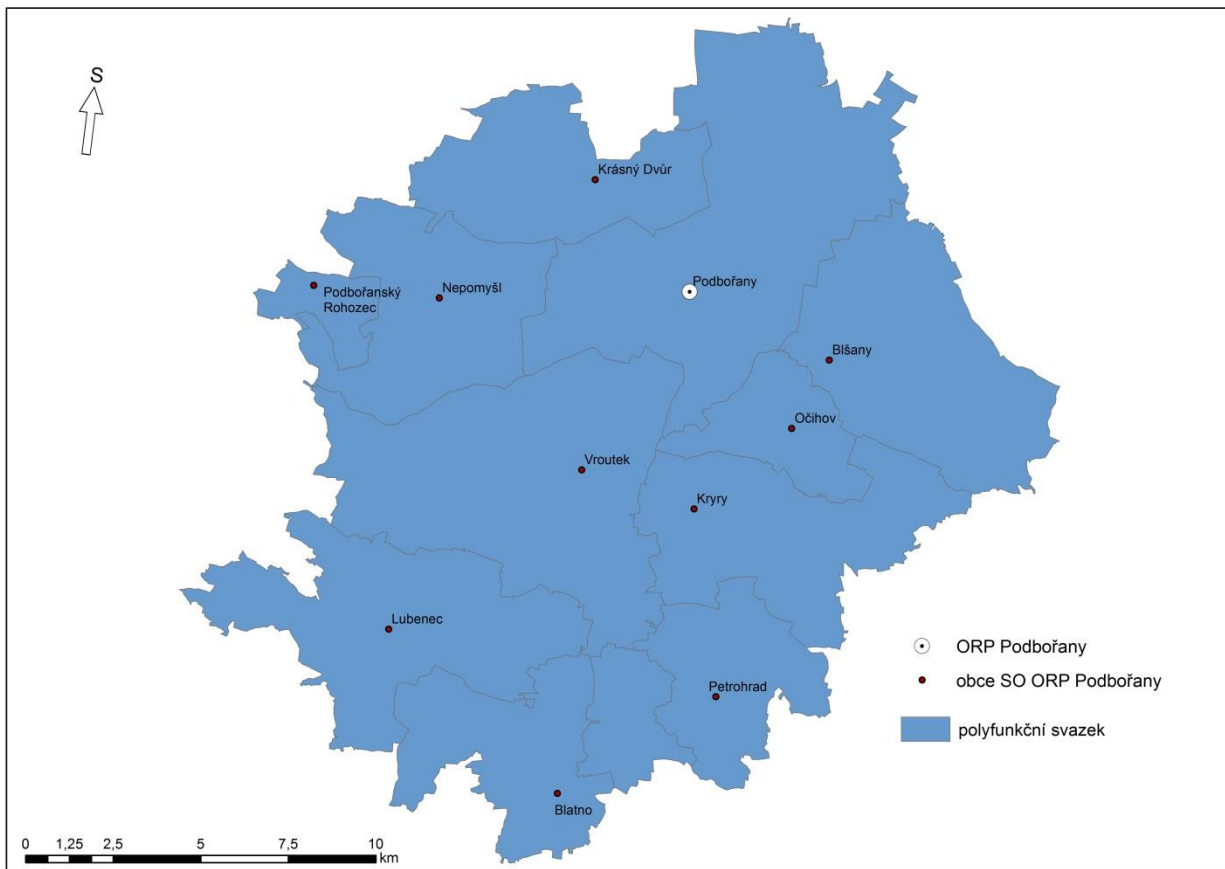 S
Krásný Dvůr
Podbořanský
Rohozec
Nepomyšl
Podbořany
Blšany
Očihov
Vroutek
Kryry
Lubenec
Petrohrad
Blatno
ORP Podbořany
obce SO ORP Podbořany
polyfunkční svazek
0 1,25 2,5 5 7,5 10
km